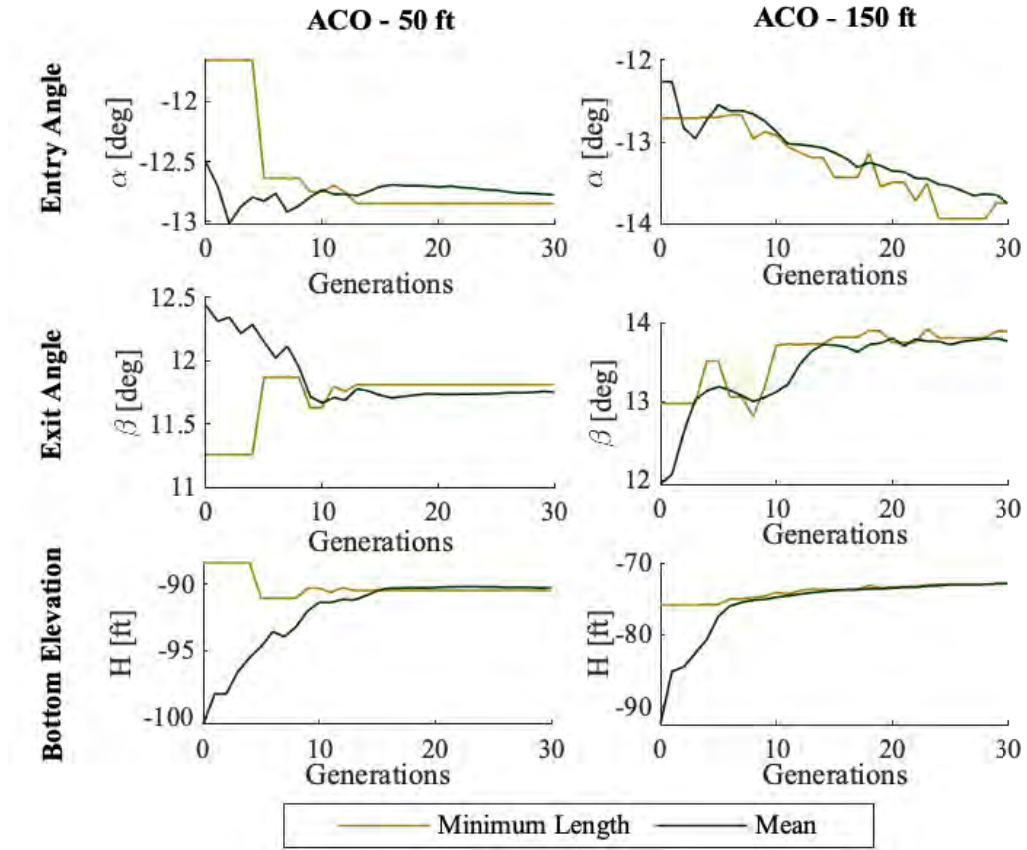 ACO - 50 ft
ACO - 150 ft
Entry Angle
α [deg]
-12
-12.5
-13
0 10 20 30
Generations
α [deg]
-12
-13
-14
0 10 20 30
Generations
Exit Angle
β [deg]
12.5
12
11.5
11
0 10 20 30
Generations
β [deg]
14
13
12
0 10 20 30
Generations
Bottom Elevation
H [ft]
-90
-95
-100
0 10 20 30
Generations
H [ft]
-70
-80
-90
0 10 20 30
Generations
Minimum Length Mean